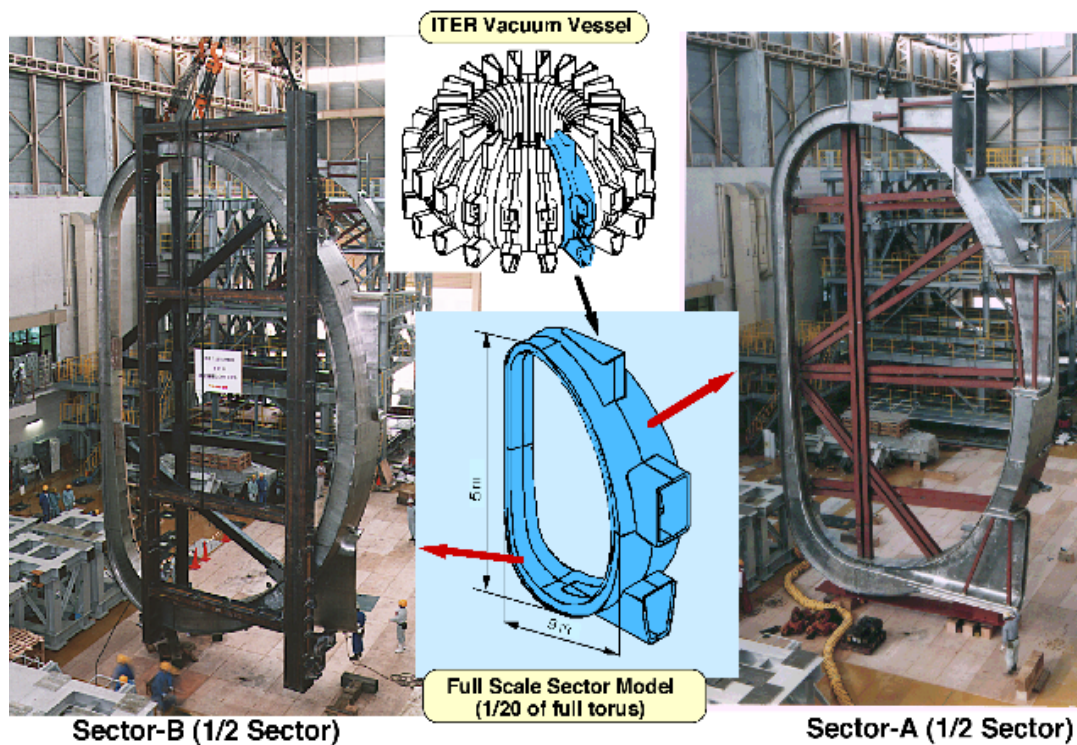 ITER Vacuum Vessel
5 m
9 m
Full Scale Sector Model
(1/20 of full torus)
Sector-B (1/2 Sector)
Sector-A (1/2 Sector)